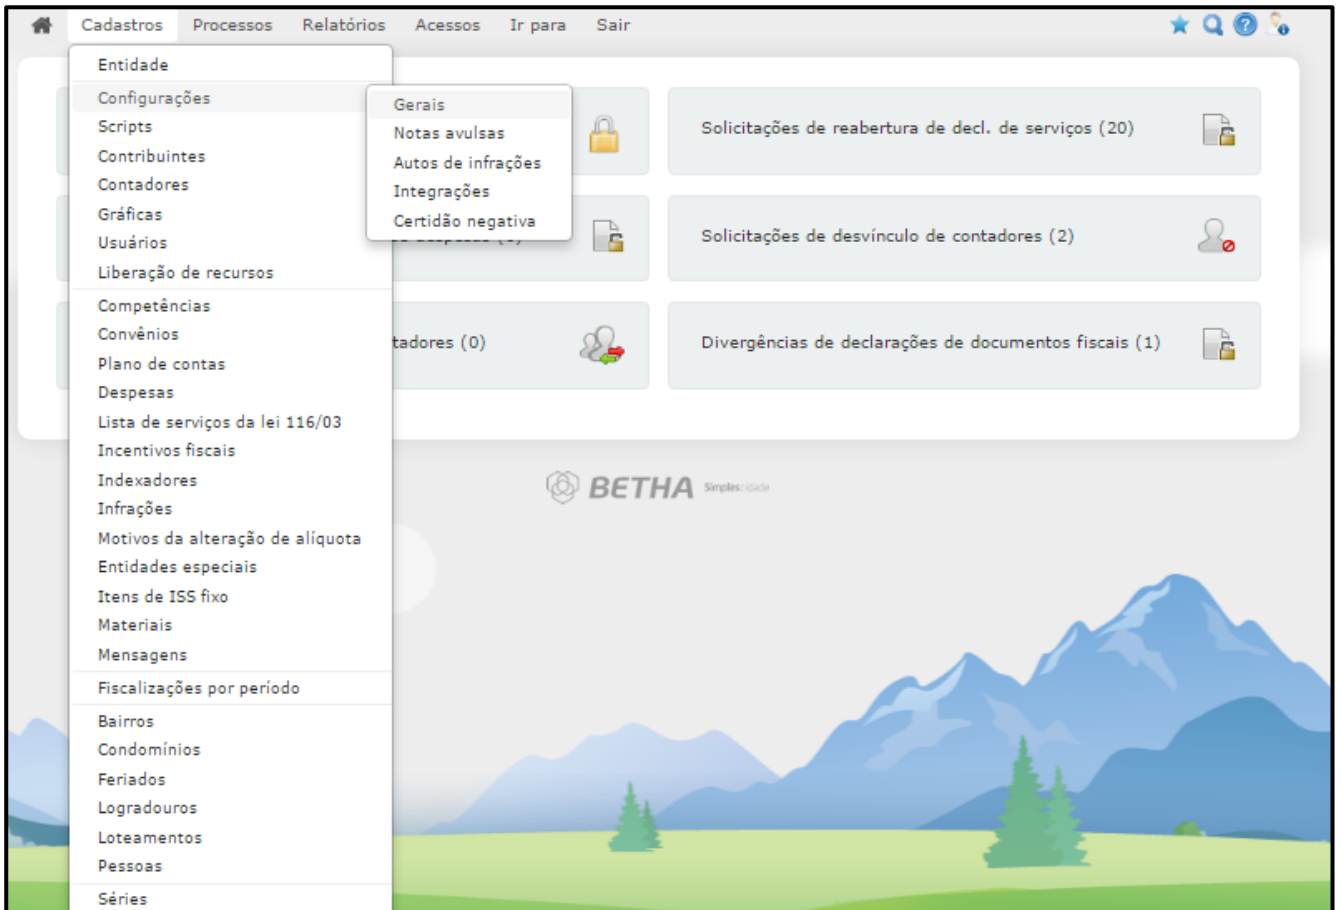 Cadastros Processos Relatórios Acessos Ir para Sair
Entidade
Configurações
Scripts
Contribuintes
Contadores
Gráficas
Usuários
Liberação de recursos
Competências
Convênios
Plano de contas
Despesas
Lista de serviços da lei 116/03
Incentivos fiscais
Indexadores
Infrações
Motivos da alteração de alíquota
Entidades especiais
Itens de ISS fixo
Materiais
Mensagens
Fiscalizações por período
Bairros
Condomínios
Feriados
Logradouros
Loteamentos
Pessoas
Séries
Gerais
Notas avulsas
Autos de infrações
Integrações
Certidão negativa
Solicitações de reabertura de decl. de serviços (20)
Solicitações de desvínculo de contadores (2)
tadores (0)
Divergências de declarações de documentos fiscais (1)
BETHA Simplescidade